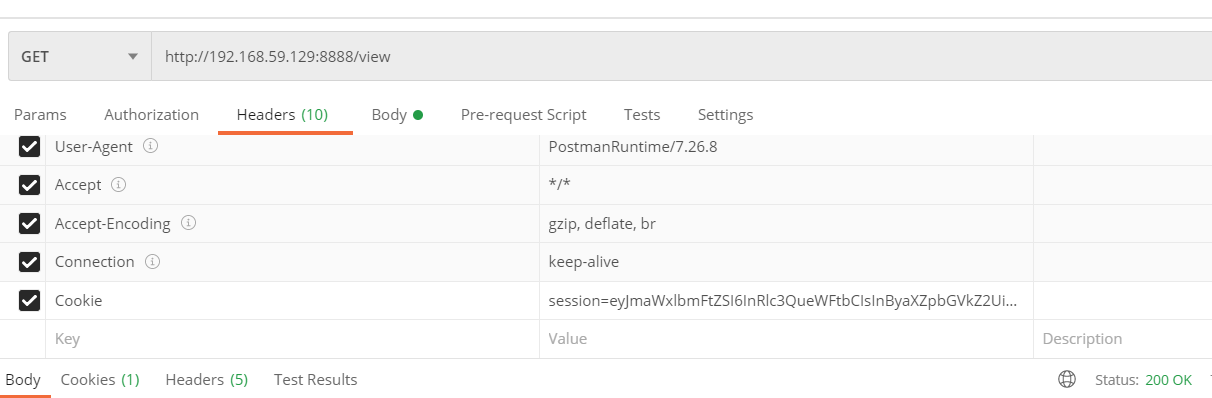 GET http://192.168.59.129:8888/view
Params Authorization Headers (10) Body Pre-request Script Tests Settings
User-Agent PostmanRuntime/7.26.8
Accept */*
Accept-Encoding gzip, deflate, br
Connection keep-alive
Cookie session=eyJmaWxlbmFtZSI6InRlc3QueWFtbCIsInByaXZpbGVkZ2Ui...
Key Value Description
Body Cookies (1) Headers (5) Test Results Status: 200 OK